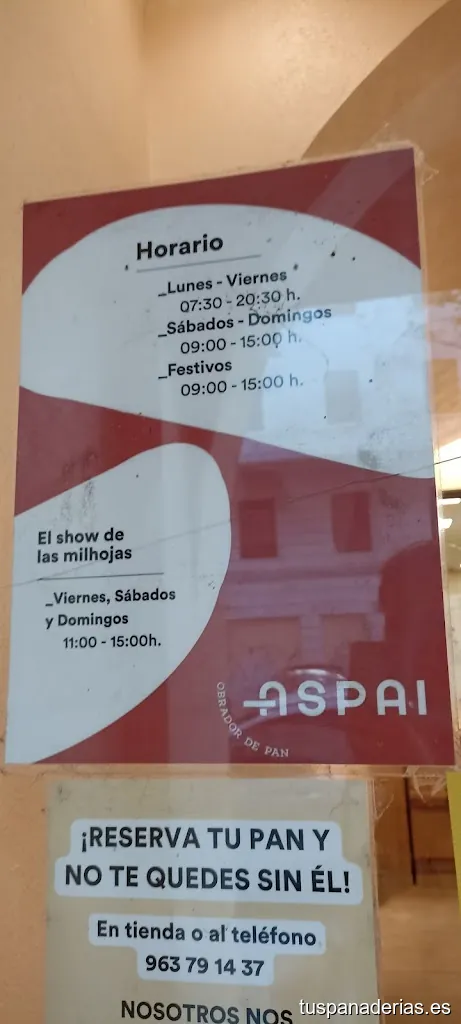 Horario
_Lunes - Viernes
07:30 - 20:30 h.
_Sábados - Domingos
09:00 - 15:00 h.
_Festivos
09:00 - 15:00 h.
El show de
las milhojas
_Viernes, Sábados
y Domingos
11:00 - 15:00h.
ASPAI
OBRADOR DE PAN
¡RESERVA TU PAN Y
NO TE QUEDES SIN ÉL!
En tienda o al teléfono
963 79 14 37
NOSOTROS NOS
tuspanaderias.es